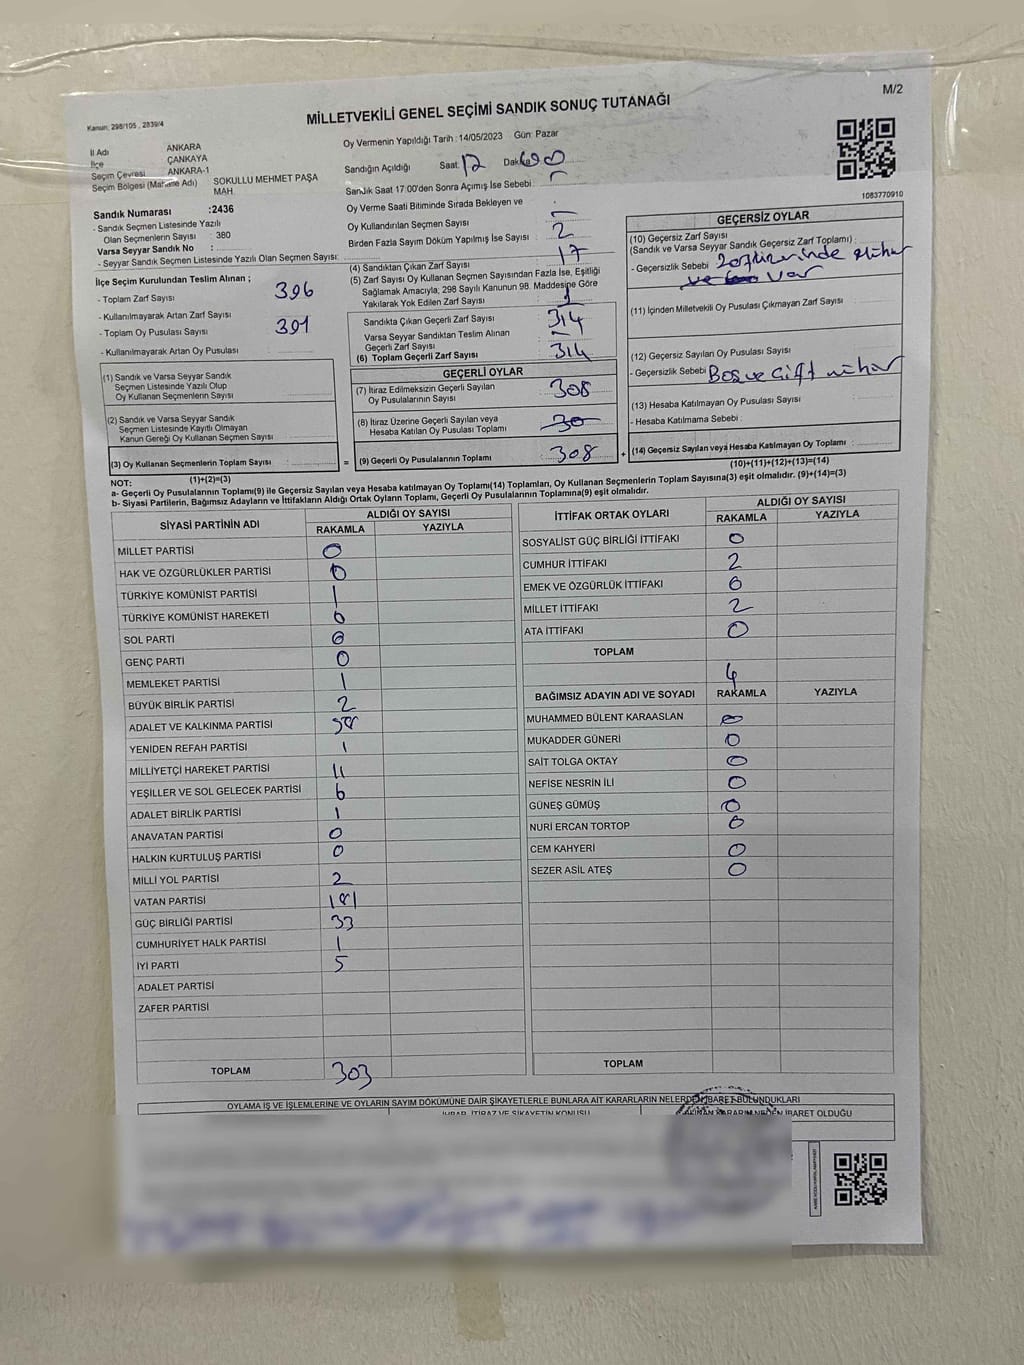 M/2
MİLLETVEKİLİ GENEL SEÇİMİ SANDIK SONUÇ TUTANAĞI
Kanun: 298/105 , 2839/4
İl Adı ANKARA
İlçe ÇANKAYA
Seçim Çevresi ANKARA-1
Seçim Bölgesi (Mahalle Adı) SOKULLU MEHMET PAŞA MAH.
Sandık Numarası :2436
- Sandık Seçmen Listesinde Yazılı
Olan Seçmenlerin Sayısı : 380
Varsa Seyyar Sandık No :
- Seyyar Sandık Seçmen Listesinde Yazılı Olan Seçmen Sayısı:
İlçe Seçim Kurulundan Teslim Alınan ;
- Toplam Zarf Sayısı 396
- Kullanılmayarak Artan Zarf Sayısı
- Toplam Oy Pusulası Sayısı 391
- Kullanılmayarak Artan Oy Pusulası
(1) Sandık ve Varsa Seyyar Sandık
Seçmen Listesinde Yazılı Olup
Oy Kullanan Seçmenlerin Sayısı
(2) Sandık ve Varsa Seyyar Sandık
Seçmen Listesinde Kayıtlı Olmayan
Kanun Gereği Oy Kullanan Seçmen Sayısı
(3) Oy Kullanan Seçmenlerin Toplam Sayısı
Oy Vermenin Yapıldığı Tarih : 14/05/2023 Gün: Pazar
Sandığın Açıldığı Saat: 17 Dakika 00
Sandık Saat 17:00'den Sonra Açımış İse Sebebi :
Oy Verme Saati Bitiminde Sırada Bekleyen ve
Oy Kullandırılan Seçmen Sayısı
Birden Fazla Sayım Döküm Yapılmış İse Sayısı : 2
(4) Sandıktan Çıkan Zarf Sayısı 17
(5) Zarf Sayısı Oy Kullanan Seçmen Sayısından Fazla İse, Eşitliği
Sağlamak Amacıyla, 298 Sayılı Kanunun 98. Maddesine Göre
Yakılarak Yok Edilen Zarf Sayısı : 1
Sandıkta Çıkan Geçerli Zarf Sayısı 314
Varsa Seyyar Sandıktan Teslim Alınan
Geçerli Zarf Sayısı
(6) Toplam Geçerli Zarf Sayısı 314
GEÇERLİ OYLAR
(7) İtiraz Edilmeksizin Geçerli Sayılan
Oy Pusulasının Sayısı 308
(8) İtiraz Üzerine Geçerli Sayılan veya
Hesaba Katılan Oy Pusulası Toplamı
= (9) Geçerli Oy Pusulalarının Toplamı 308
+
1083770910
GEÇERSİZ OYLAR
(10) Geçersiz Zarf Sayısı
(Sandık ve Varsa Seyyar Sandık Geçersiz Zarf Toplamı) :
- Geçersizlik Sebebi üzerinde mühür
var
(11) İçinden Milletvekili Oy Pusulası Çıkmayan Zarf Sayısı
(12) Geçersiz Sayılan Oy Pusulası Sayısı
- Geçersizlik Sebebi Boş ve Çift mühür
(13) Hesaba Katılmayan Oy Pusulası Sayısı
- Hesaba Katılmama Sebebi :
(14) Geçersiz Sayılan veya Hesaba Katılmayan Oy Toplamı :
NOT: (1)+(2)=(3) (10)+(11)+(12)+(13)=(14)
a- Geçerli Oy Pusulalarının Toplamı(9) ile Geçersiz Sayılan veya Hesaba katılmayan Oy Toplamı(14) Toplamları, Oy Kullanan Seçmenlerin Toplam Sayısına(3) eşit olmalıdır. (9)+(14)=(3)
b- Siyasi Partilerin, Bağımsız Adayların ve İttifakların Aldığı Ortak Oyların Toplamı, Geçerli Oy Pusulalarının Toplamına(9) eşit olmalıdır.
SİYASİ PARTİNİN ADI ALDIĞI OY SAYISI
RAKAMLA YAZIYLA
MİLLET PARTİSİ 0
HAK VE ÖZGÜRLÜKLER PARTİSİ 0
TÜRKİYE KOMÜNİST PARTİSİ 1
TÜRKİYE KOMÜNİST HAREKETİ 0
SOL PARTİ 0
GENÇ PARTİ 0
MEMLEKET PARTİSİ 1
BÜYÜK BİRLİK PARTİSİ 2
ADALET VE KALKINMA PARTİSİ 58
YENİDEN REFAH PARTİSİ 1
MİLLİYETÇİ HAREKET PARTİSİ 11
YEŞİLLER VE SOL GELECEK PARTİSİ 6
ADALET BİRLİK PARTİSİ 1
ANAVATAN PARTİSİ 0
HALKIN KURTULUŞ PARTİSİ 0
MİLLİ YOL PARTİSİ 2
VATAN PARTİSİ 181
GÜÇ BİRLİĞİ PARTİSİ 33
CUMHURİYET HALK PARTİSİ 1
İYİ PARTİ 5
ADALET PARTİSİ
ZAFER PARTİSİ
TOPLAM 303
İTTİFAK ORTAK OYLARI ALDIĞI OY SAYISI
RAKAMLA YAZIYLA
SOSYALİST GÜÇ BİRLİĞİ İTTİFAKI 0
CUMHUR İTTİFAKI 2
EMEK VE ÖZGÜRLÜK İTTİFAKI 0
MİLLET İTTİFAKI 2
ATA İTTİFAKI 0
TOPLAM 4
BAĞIMSIZ ADAYIN ADI VE SOYADI RAKAMLA YAZIYLA
MUHAMMED BÜLENT KARAASLAN 0
MUKADDER GÜNERİ 0
SAİT TOLGA OKTAY 0
NEFİSE NESRİN İLİ 0
GÜNEŞ GÜMÜŞ 0
NURİ ERCAN TORTOP 0
CEM KAHYERİ 0
SEZER ASİL ATEŞ 0
TOPLAM
OYLAMA İŞ VE İŞLEMLERİNE VE OYLARIN SAYIM DÖKÜMÜNE DAİR ŞİKAYETLERLE BUNLARA AİT KARARLARIN NELERDEN İBARET BULUNDUKLARI
İHBAR, İTİRAZ VE ŞİKAYETİN KONUSU ALINAN KARARIN NEDEN İBARET OLDUĞU